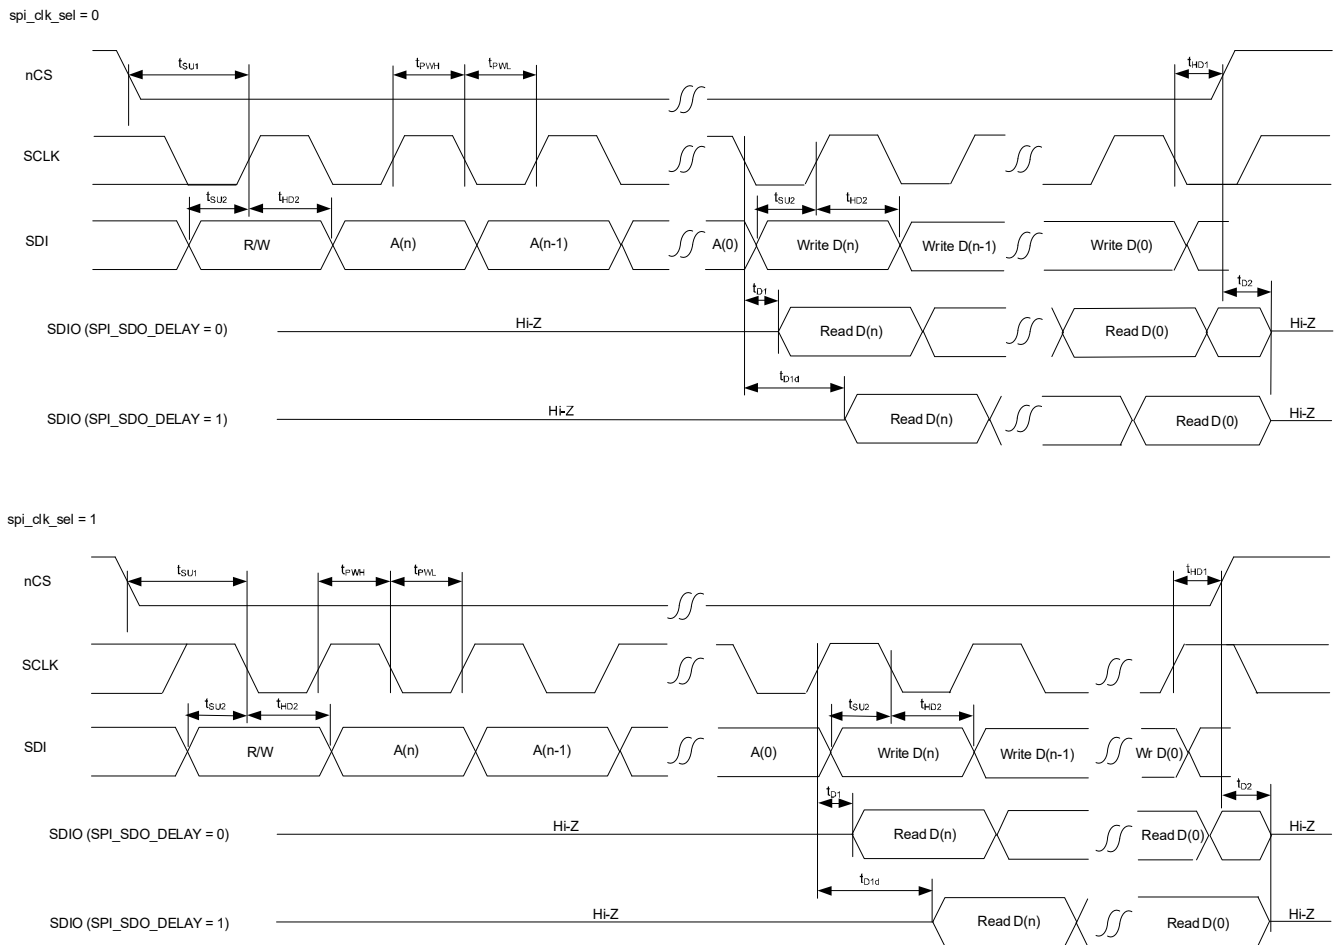 spi_clk_sel = 0
nCS
tSU1
tPWH
tPWL
tHD1
SCLK
tSU2
tHD2
tSU2
tHD2
SDI
R/W
A(n)
A(n-1)
A(0)
Write D(n)
Write D(n-1)
Write D(0)
tD1
tD2
SDIO (SPI_SDO_DELAY = 0)
Hi-Z
Read D(n)
Read D(0)
Hi-Z
tD1d
SDIO (SPI_SDO_DELAY = 1)
Hi-Z
Read D(n)
Read D(0)
Hi-Z
spi_clk_sel = 1
nCS
tSU1
tPWH
tPWL
tHD1
SCLK
tSU2
tHD2
tSU2
tHD2
SDI
R/W
A(n)
A(n-1)
A(0)
Write D(n)
Write D(n-1)
Wr D(0)
tD1
tD2
SDIO (SPI_SDO_DELAY = 0)
Hi-Z
Read D(n)
Read D(0)
Hi-Z
tD1d
SDIO (SPI_SDO_DELAY = 1)
Hi-Z
Read D(n)
Read D(0)
Hi-Z